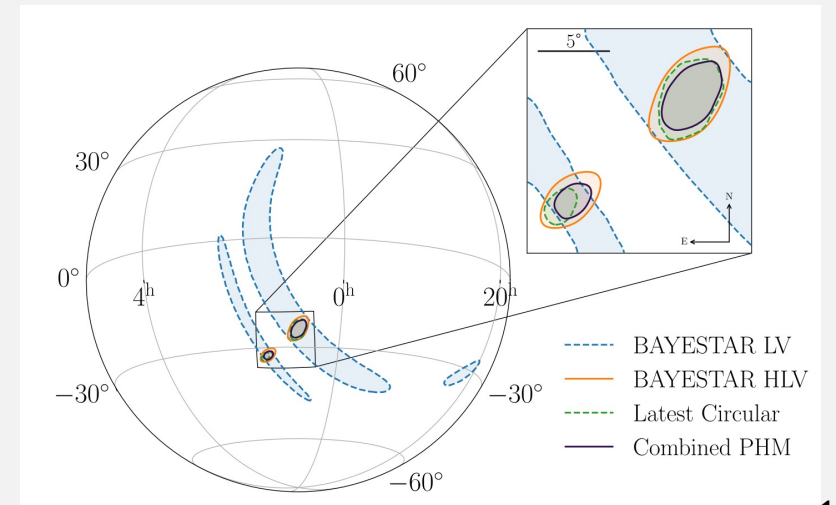 60°
30°
0°
4h
0h
20h
−30°
−30°
−60°
5°
N
E
BAYESTAR LV
BAYESTAR HLV
Latest Circular
Combined PHM